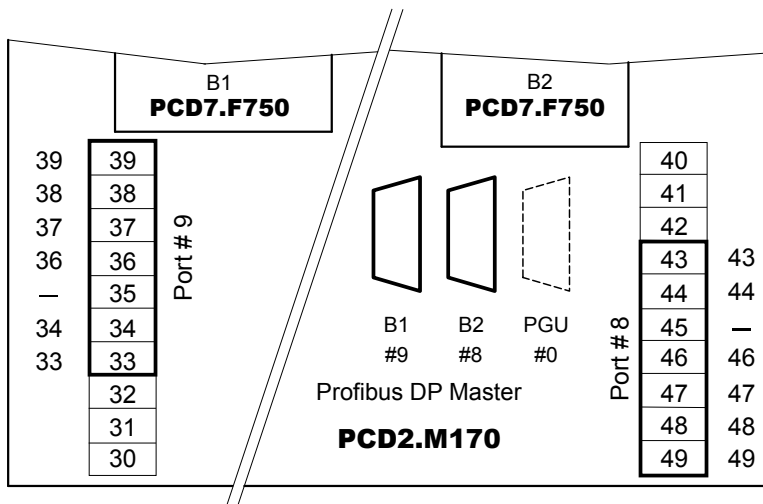 B1
PCD7.F750
B2
PCD7.F750
39 39
38 38
37 37
36 36
— 35
34 34
33 33
32
31
30
Port # 9
B1
#9
B2
#8
PGU
#0
Profibus DP Master
PCD2.M170
Port # 8
40
41
42
43 43
44 44
45 —
46 46
47 47
48 48
49 49